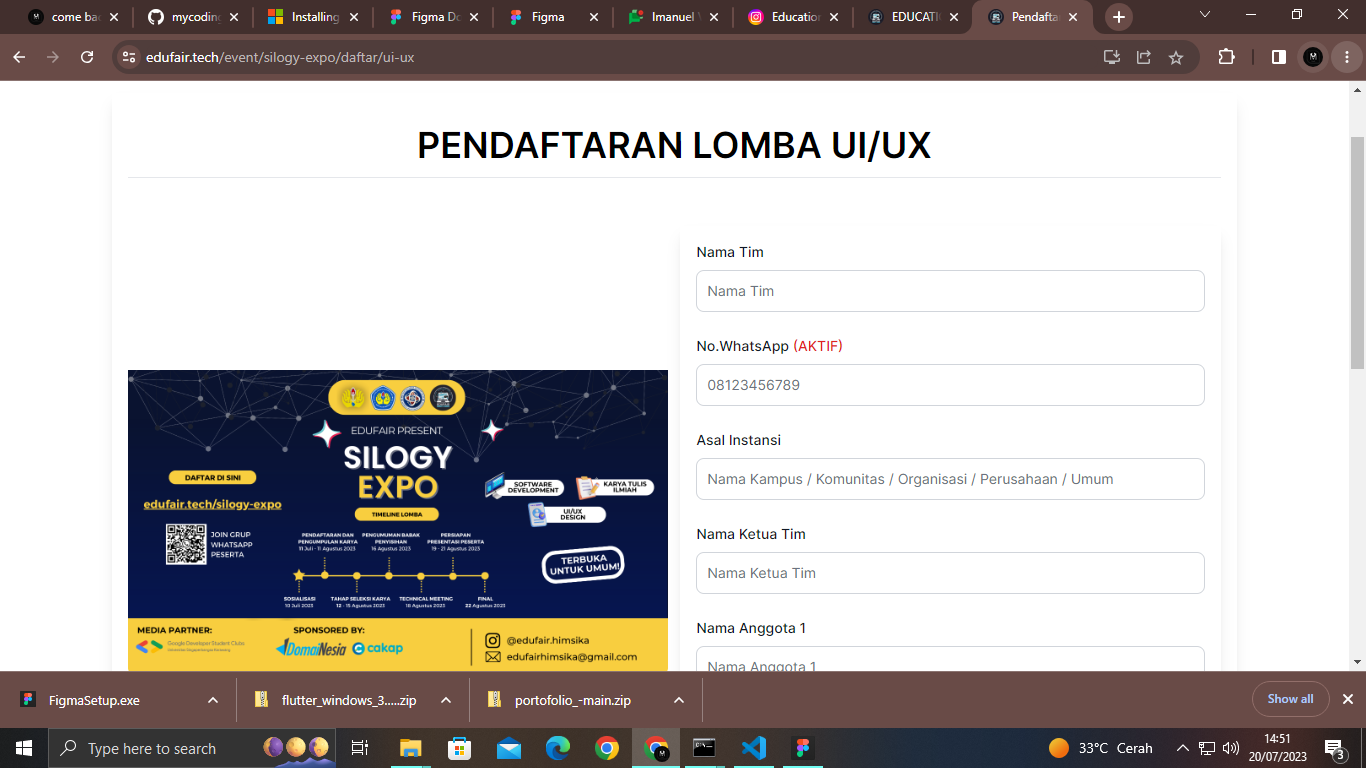 come bac
mycoding
Installing
Figma Do
Figma
Imanuel V
Education
EDUCATIO
Pendafta
edufair.tech/event/silogy-expo/daftar/ui-ux
PENDAFTARAN LOMBA UI/UX
Nama Tim
Nama Tim
No.WhatsApp (AKTIF)
08123456789
Asal Instansi
Nama Kampus / Komunitas / Organisasi / Perusahaan / Umum
Nama Ketua Tim
Nama Ketua Tim
Nama Anggota 1
Nama Anggota 1
EDUFAIR PRESENT
SILOGY
EXPO
TIMELINE LOMBA
DAFTAR DI SINI
edufair.tech/silogy-expo
JOIN GRUP
WHATSAPP
PESERTA
SOFTWARE
DEVELOPMENT
KARYA TULIS
ILMIAH
UI/UX
DESIGN
TERBUKA
UNTUK UMUM!
PENDAFTARAN DAN
PENGUMPULAN KARYA
11 Juli - 11 Agustus 2023
PENGUMUMAN BABAK
PENYISIHAN
16 Agustus 2023
PERSIAPAN
PRESENTASI PESERTA
19 - 21 Agustus 2023
SOSIALISASI
10 Juli 2023
TAHAP SELEKSI KARYA
12 - 15 Agustus 2023
TECHNICAL MEETING
18 Agustus 2023
FINAL
22 Agustus 2023
MEDIA PARTNER:
Google Developer Student Clubs
SPONSORED BY:
DomaiNesia
cakap
@edufair.himsika
edufairhimsika@gmail.com
FigmaSetup.exe
flutter_windows_3.....zip
portofolio_-main.zip
Show all
Type here to search
33°C Cerah
14:51
20/07/2023
3